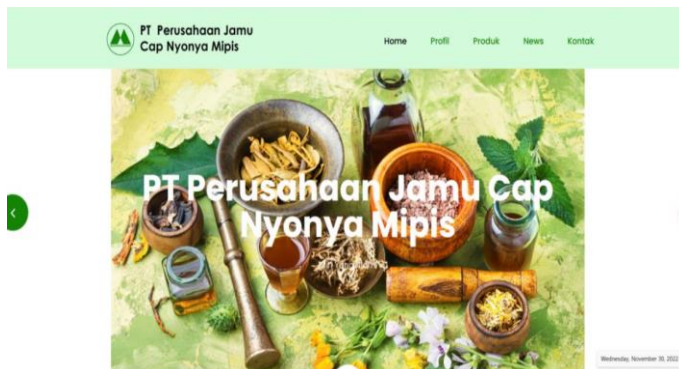 PT Perusahaan Jamu
Cap Nyonya Mipis
Home Profil Produk News Kontak
PT Perusahaan Jamu Cap
Nyonya Mipis
Wednesday, November 30, 2022